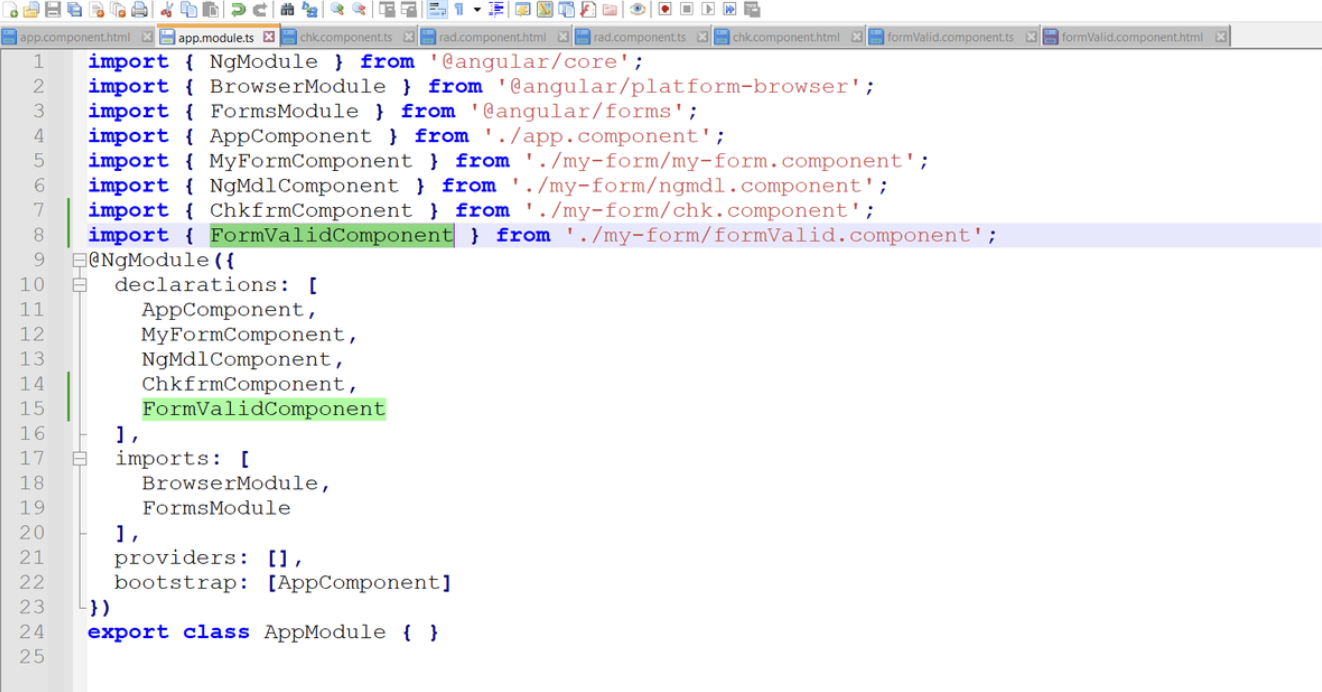 app.component.html app.module.ts chk.component.ts rad.component.html rad.component.ts chk.component.html formValid.component.ts formValid.component.html
1 import { NgModule } from '@angular/core';
2 import { BrowserModule } from '@angular/platform-browser';
3 import { FormsModule } from '@angular/forms';
4 import { AppComponent } from './app.component';
5 import { MyFormComponent } from './my-form/my-form.component';
6 import { NgMdlComponent } from './my-form/ngmdl.component';
7 import { ChkfrmComponent } from './my-form/chk.component';
8 import { FormValidComponent } from './my-form/formValid.component';
9 @NgModule({
10   declarations: [
11     AppComponent,
12     MyFormComponent,
13     NgMdlComponent,
14     ChkfrmComponent,
15     FormValidComponent
16   ],
17   imports: [
18     BrowserModule,
19     FormsModule
20   ],
21   providers: [],
22   bootstrap: [AppComponent]
23 })
24 export class AppModule { }
25